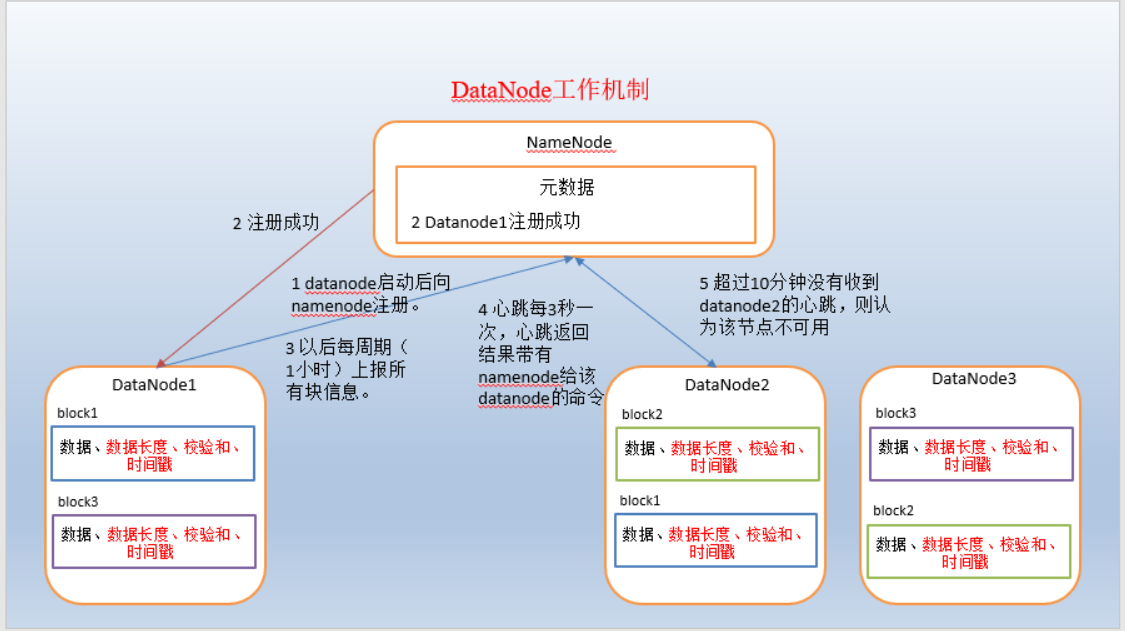 DataNode工作机制
NameNode
元数据
2 Datanode1注册成功
2 注册成功
1 datanode启动后向
namenode注册。
3 以后每周期（
1小时）上报所
有块信息。
4 心跳每3秒一
次，心跳返回
结果带有
namenode给该
datanode的命令
5 超过10分钟没有收到
datanode2的心跳，则认
为该节点不可用
DataNode1
block1
数据、数据长度、校验和、
时间戳
block3
数据、数据长度、校验和、
时间戳
DataNode2
block2
数据、数据长度、校验和、
时间戳
block1
数据、数据长度、校验和、
时间戳
DataNode3
block3
数据、数据长度、校验和、
时间戳
block2
数据、数据长度、校验和、
时间戳